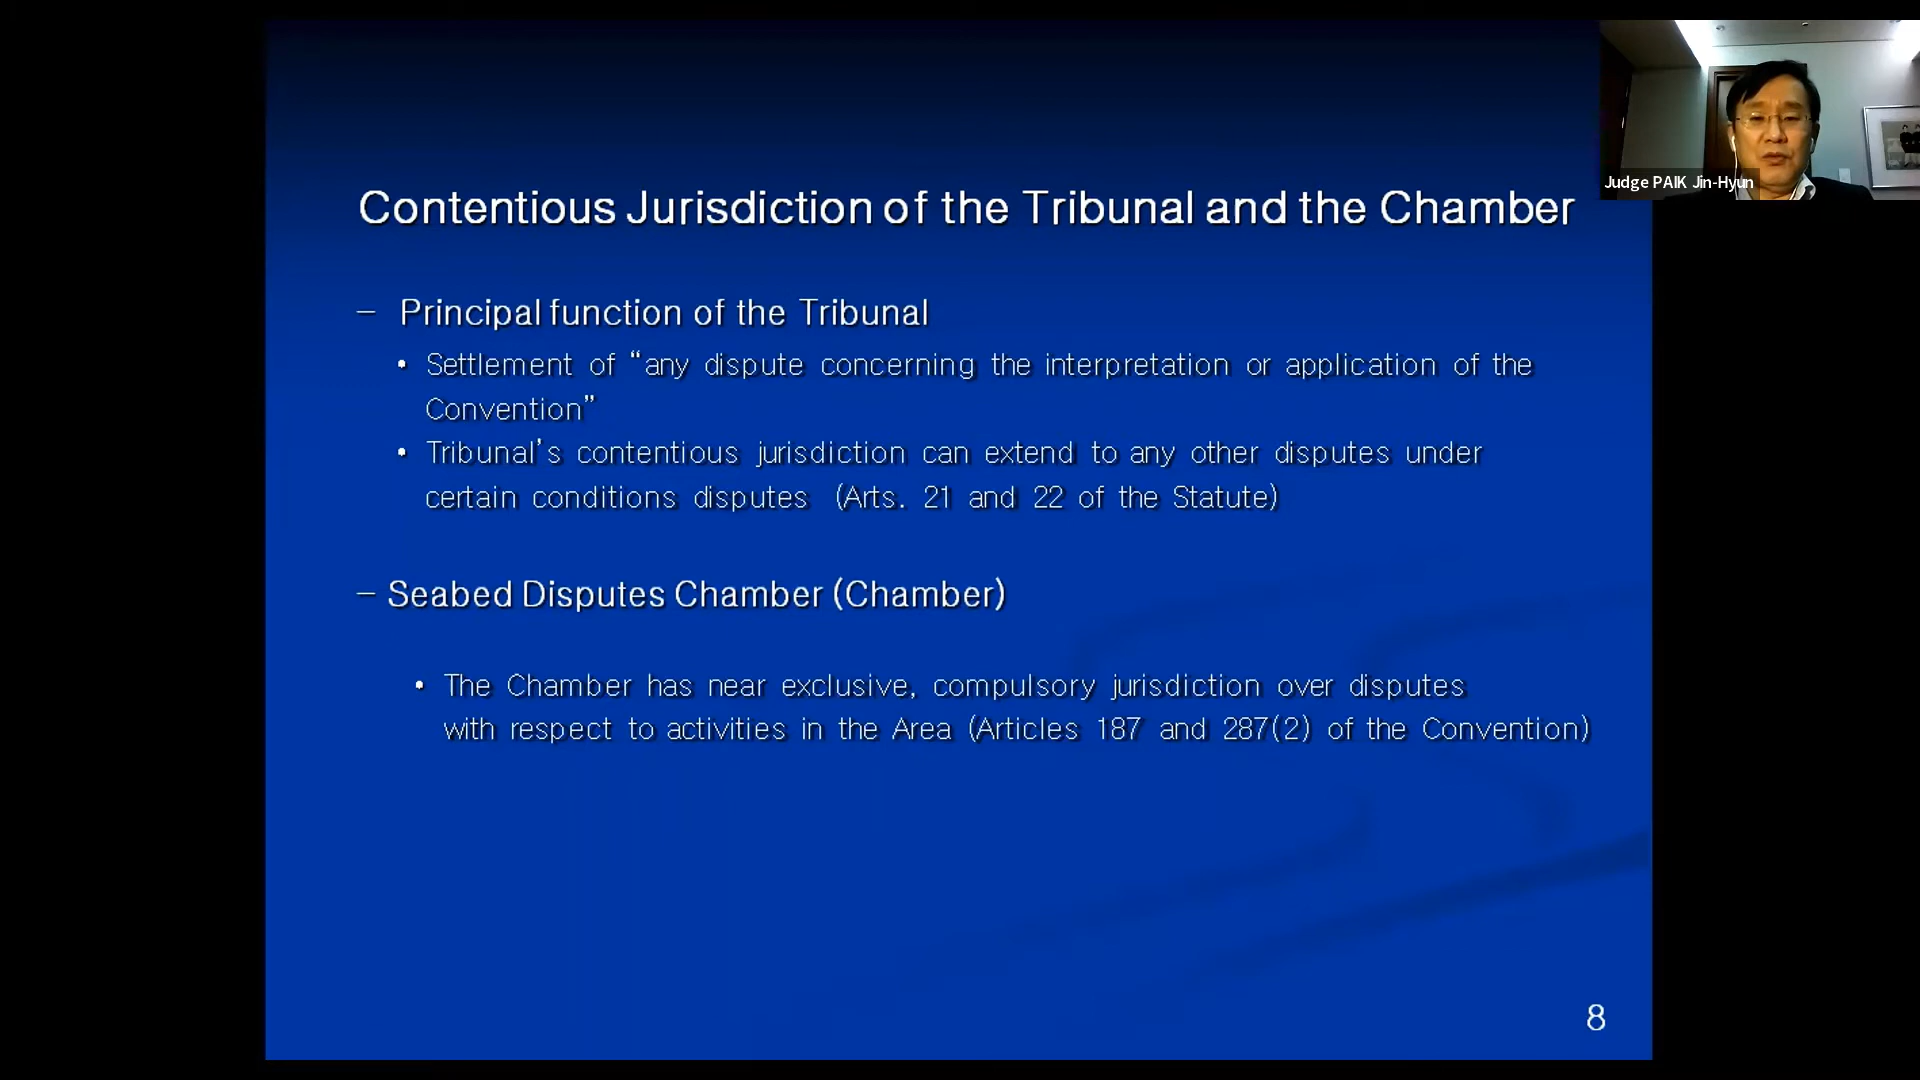 Judge PAIK Jin-Hyun
Contentious Jurisdiction of the Tribunal and the Chamber
– Principal function of the Tribunal
• Settlement of “any dispute concerning the interpretation or application of the
Convention”
• Tribunal’s contentious jurisdiction can extend to any other disputes under
certain conditions disputes (Arts. 21 and 22 of the Statute)
– Seabed Disputes Chamber (Chamber)
• The Chamber has near exclusive, compulsory jurisdiction over disputes
with respect to activities in the Area (Articles 187 and 287(2) of the Convention)
8